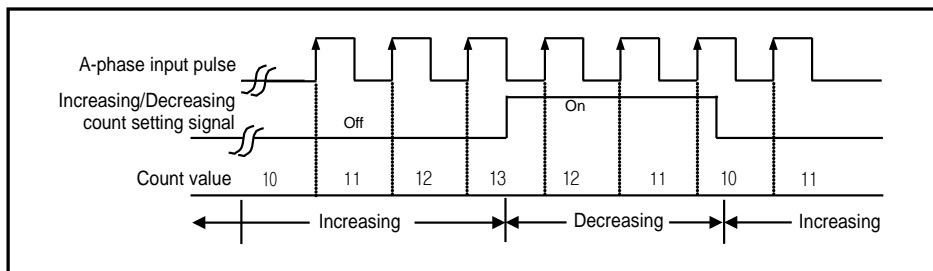 A-phase input pulse
Increasing/Decreasing
count setting signal
Off
On
Count value
10
11
12
13
12
11
10
11
Increasing
Decreasing
Increasing